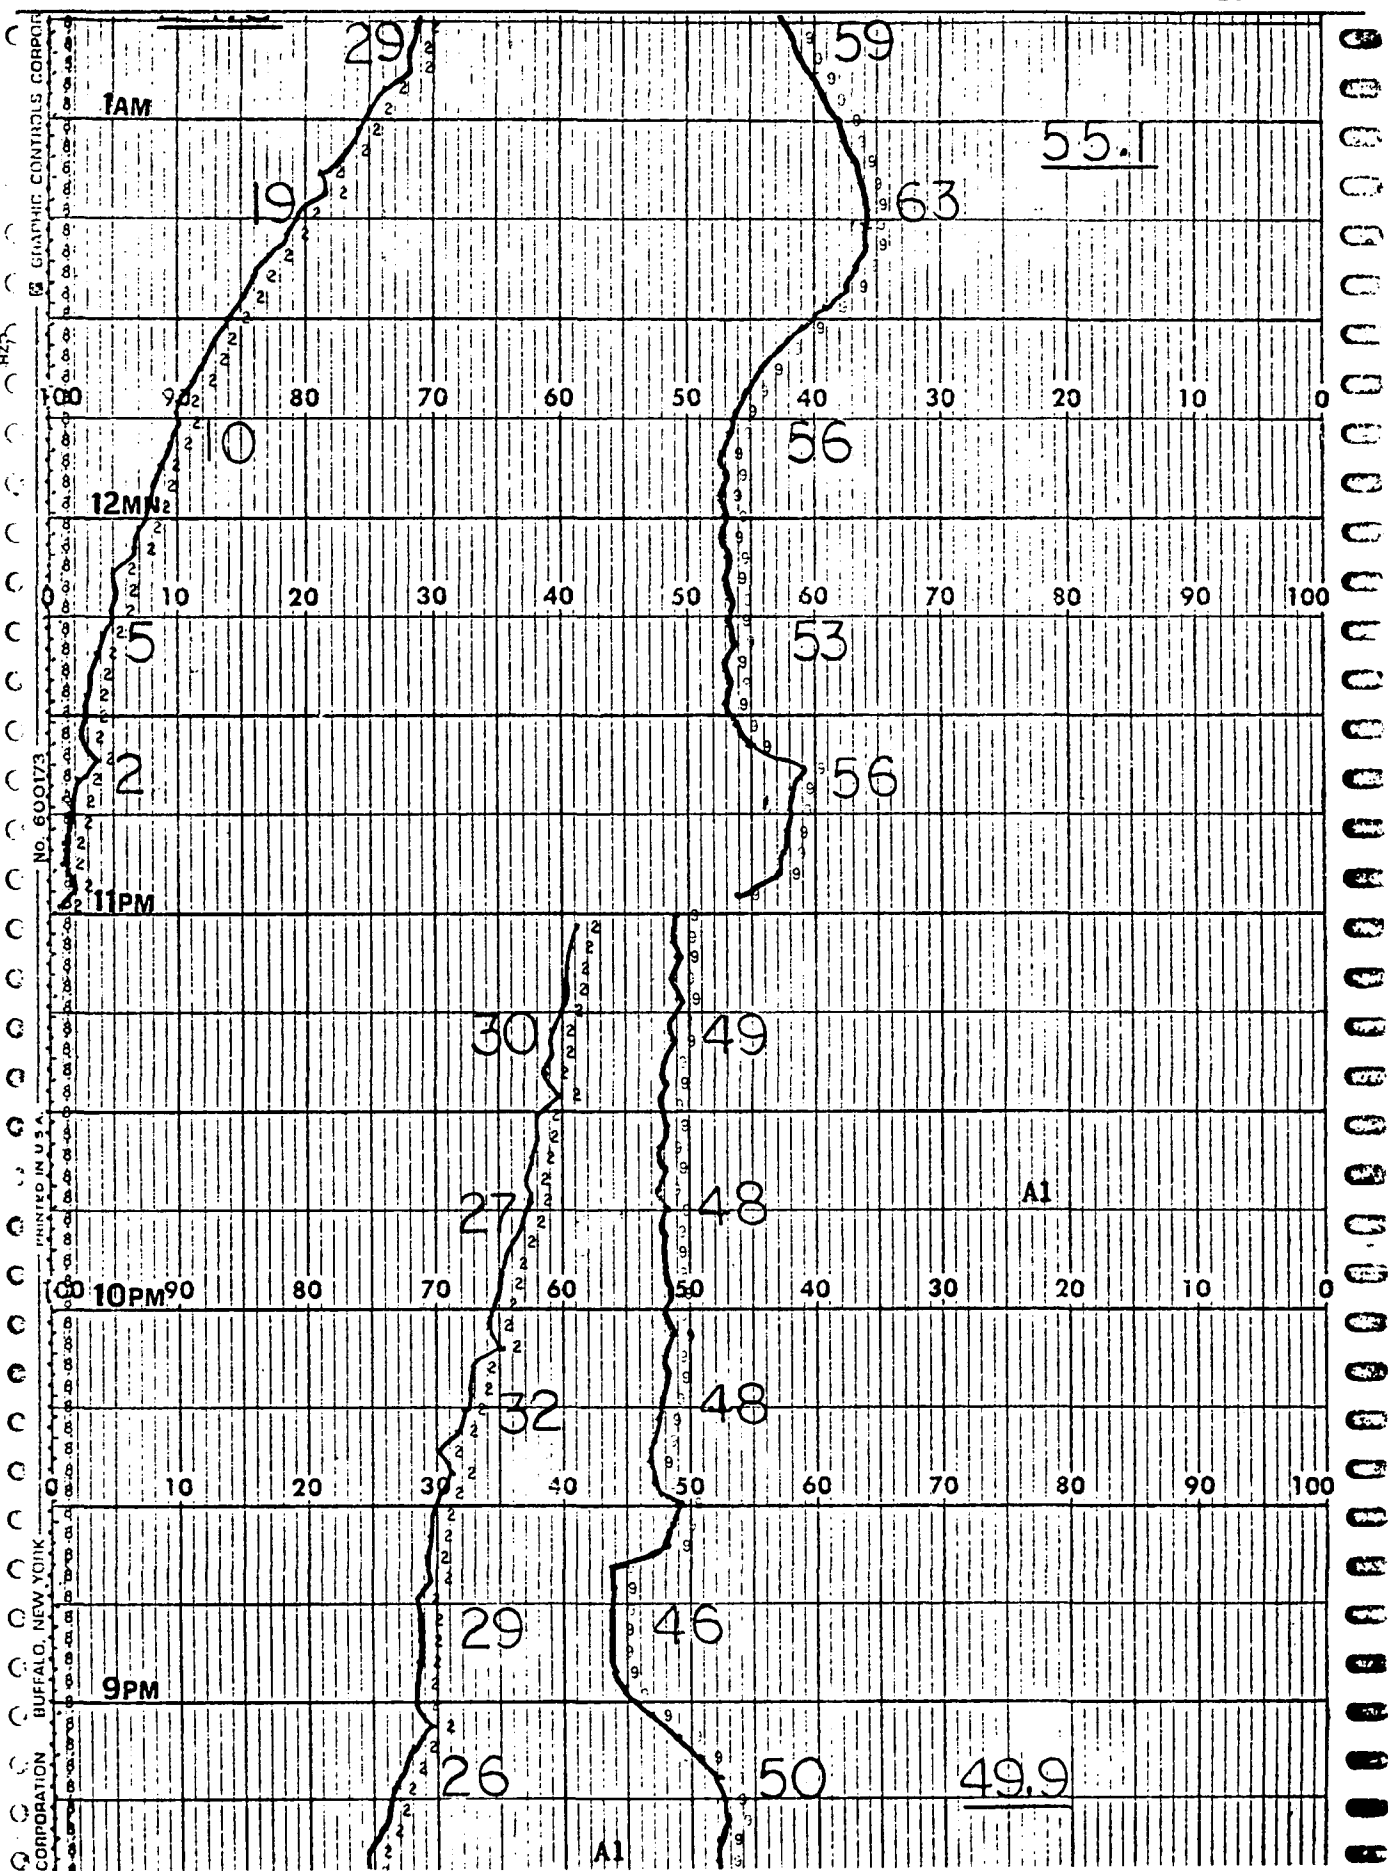 29 59
1AM
55.1
19 63
100 90 80 70 60 50 40 30 20 10 0
10 56
12MN
0 10 20 30 40 50 60 70 80 90 100
5 53
2 56
11PM
30 49
27 48
A1
100 10PM 90 80 70 60 50 40 30 20 10 0
32 48
0 10 20 30 40 50 60 70 80 90 100
29 46
9PM
26 50 49.9
A1
GRAPHIC CONTROLS CORPOR
No. 600173
PRINTED IN U.S.A.
BUFFALO, NEW YORK
CORPORATION